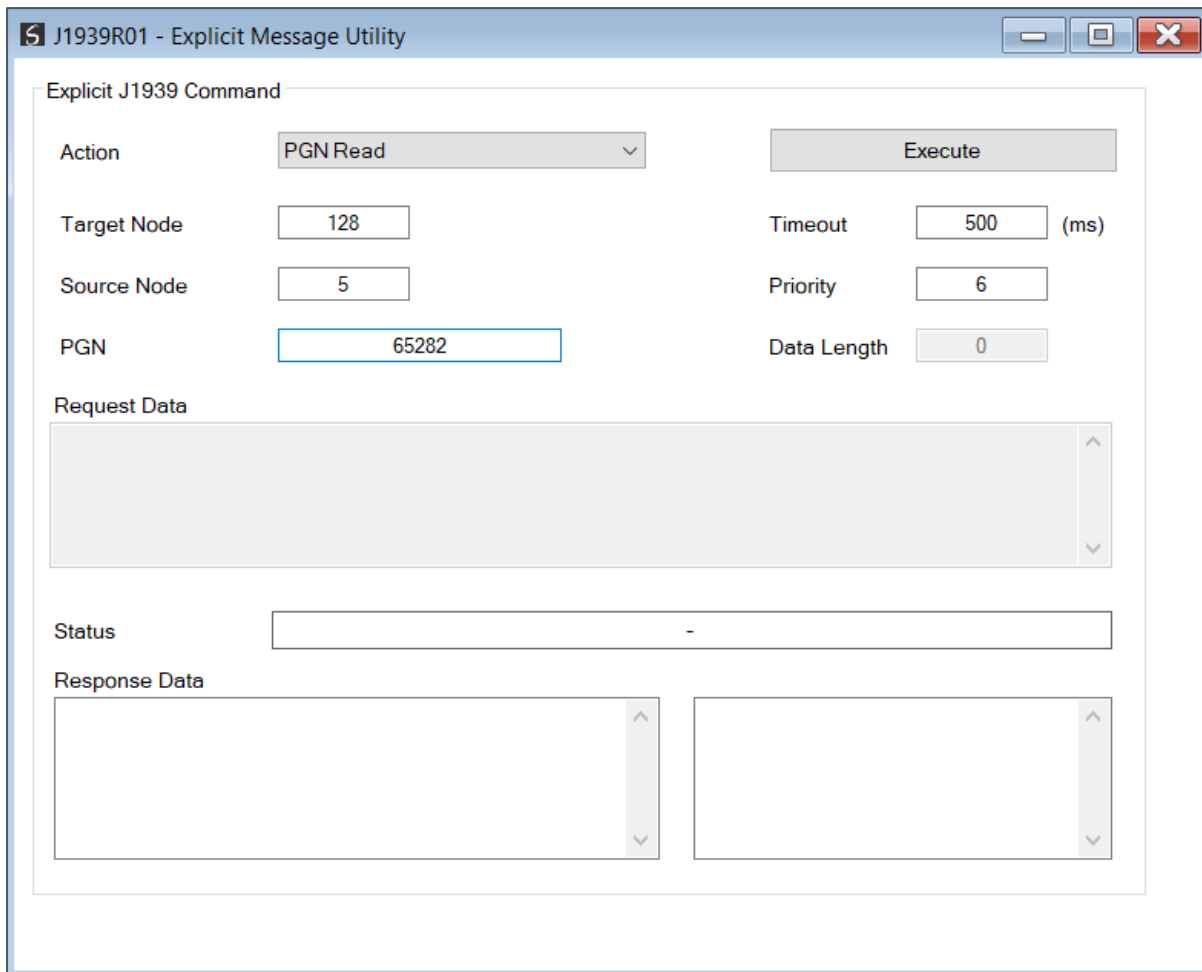 J1939R01 - Explicit Message Utility
Explicit J1939 Command
Action PGN Read Execute
Target Node 128 Timeout 500 (ms)
Source Node 5 Priority 6
PGN 65282 Data Length 0
Request Data
Status -
Response Data